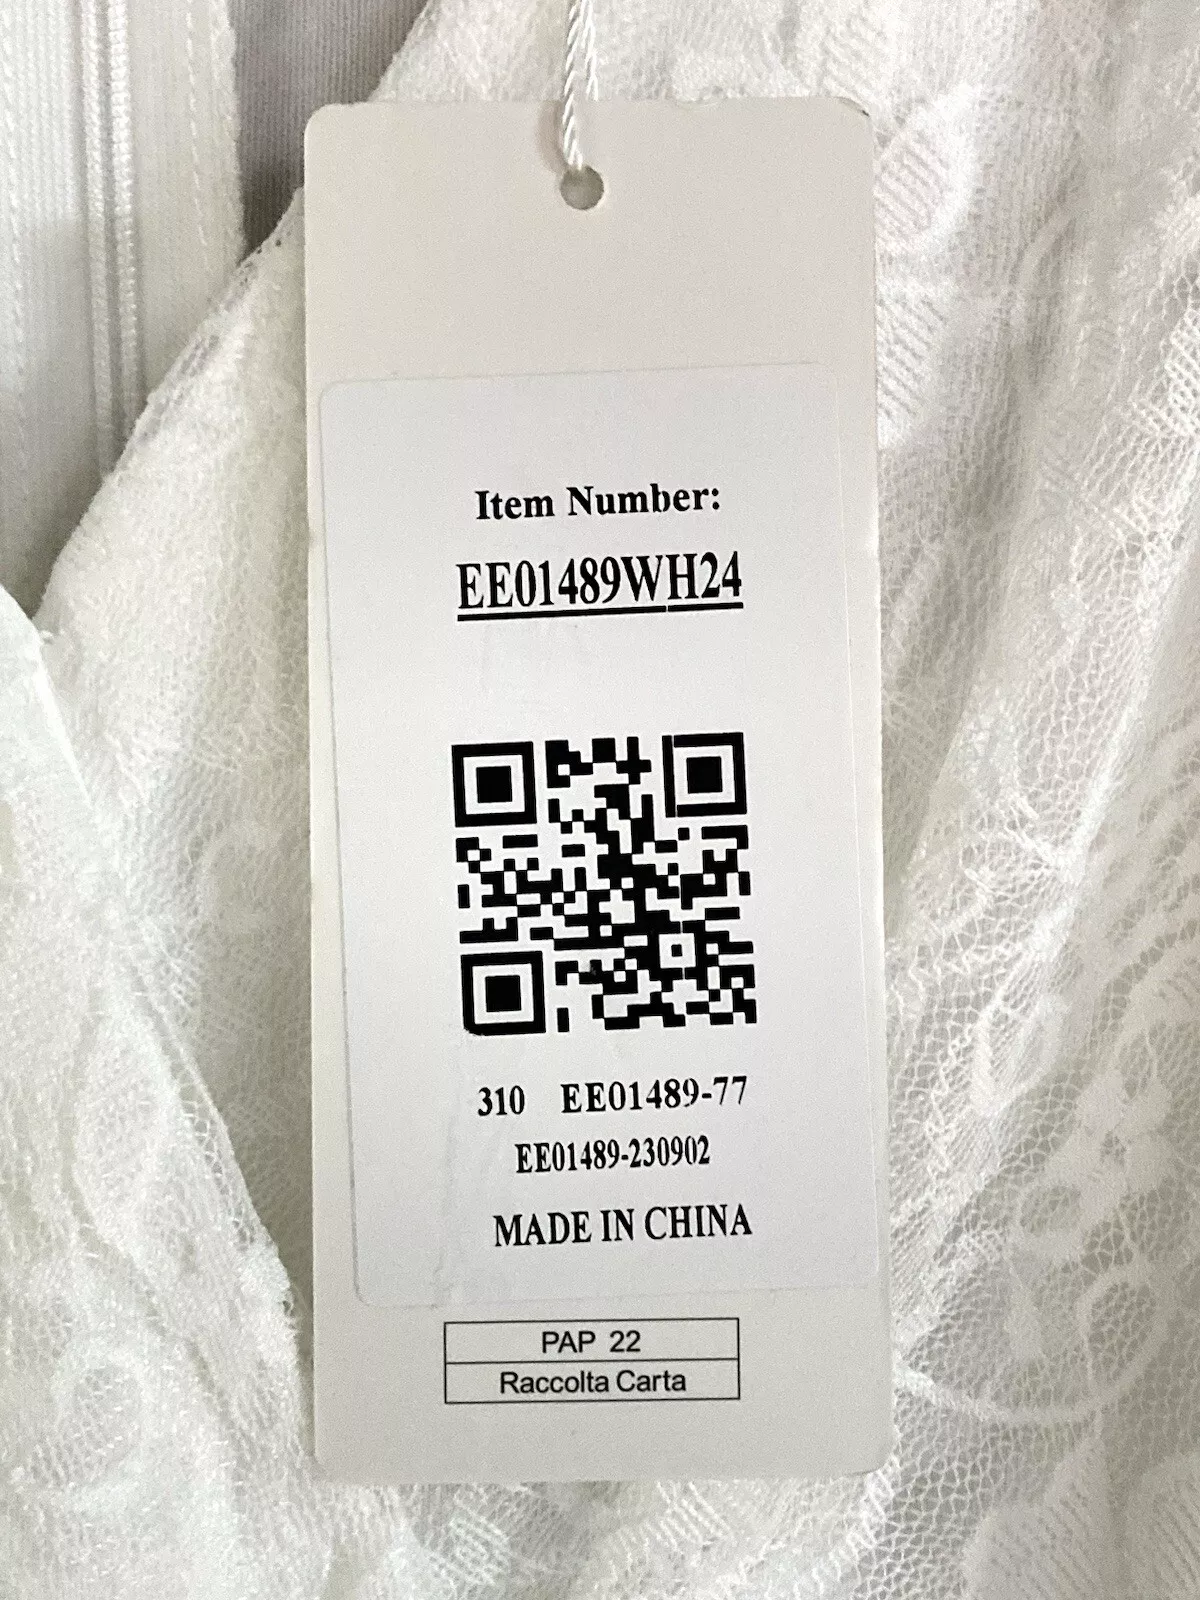 Item Number:
EE01489WH24
310 EE01489-77
EE01489-230902
MADE IN CHINA
PAP 22
Raccolta Carta